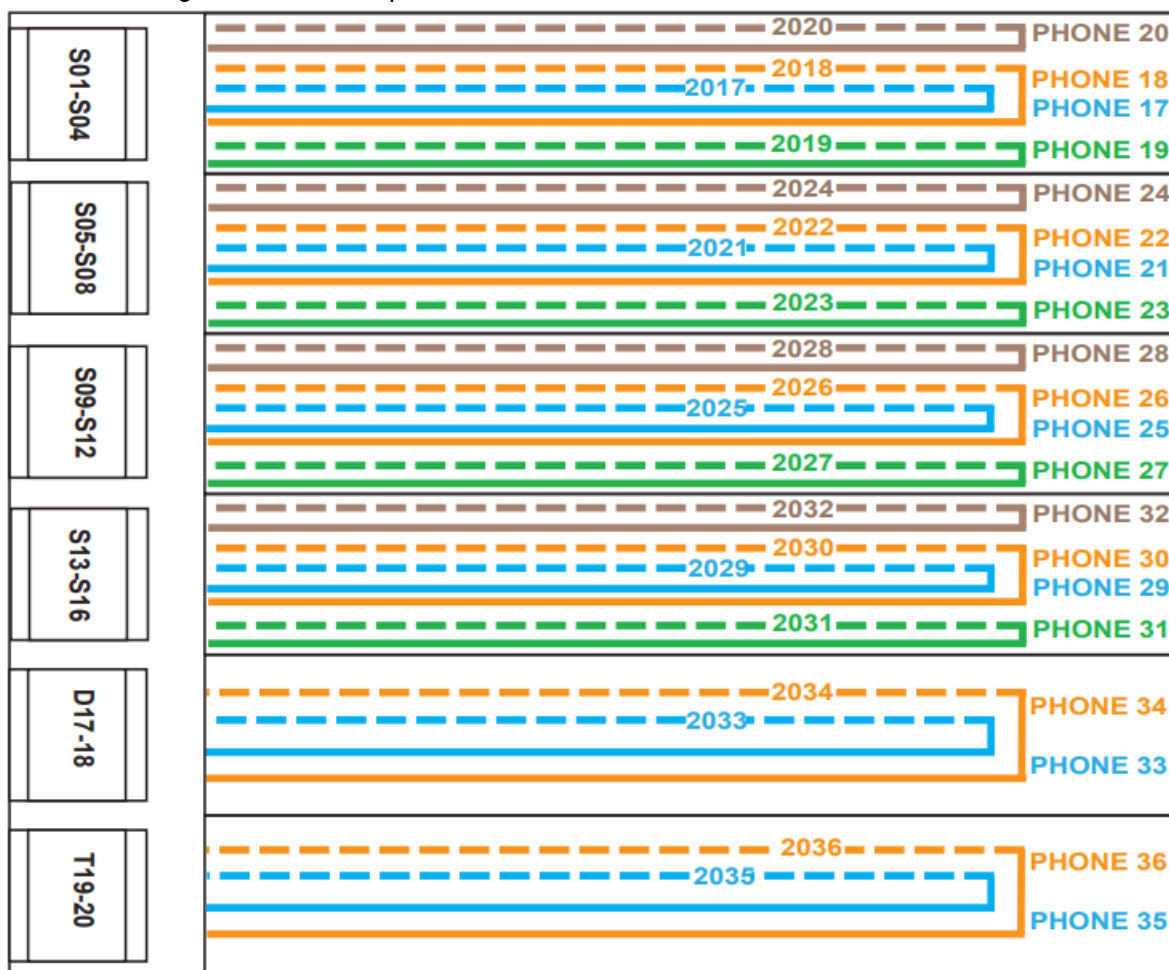 S01-S04
2020 PHONE 20
2018 PHONE 18
2017 PHONE 17
2019 PHONE 19
S05-S08
2024 PHONE 24
2022 PHONE 22
2021 PHONE 21
2023 PHONE 23
S09-S12
2028 PHONE 28
2026 PHONE 26
2025 PHONE 25
2027 PHONE 27
S13-S16
2032 PHONE 32
2030 PHONE 30
2029 PHONE 29
2031 PHONE 31
D17-18
2034 PHONE 34
2033 PHONE 33
T19-20
2036 PHONE 36
2035 PHONE 35